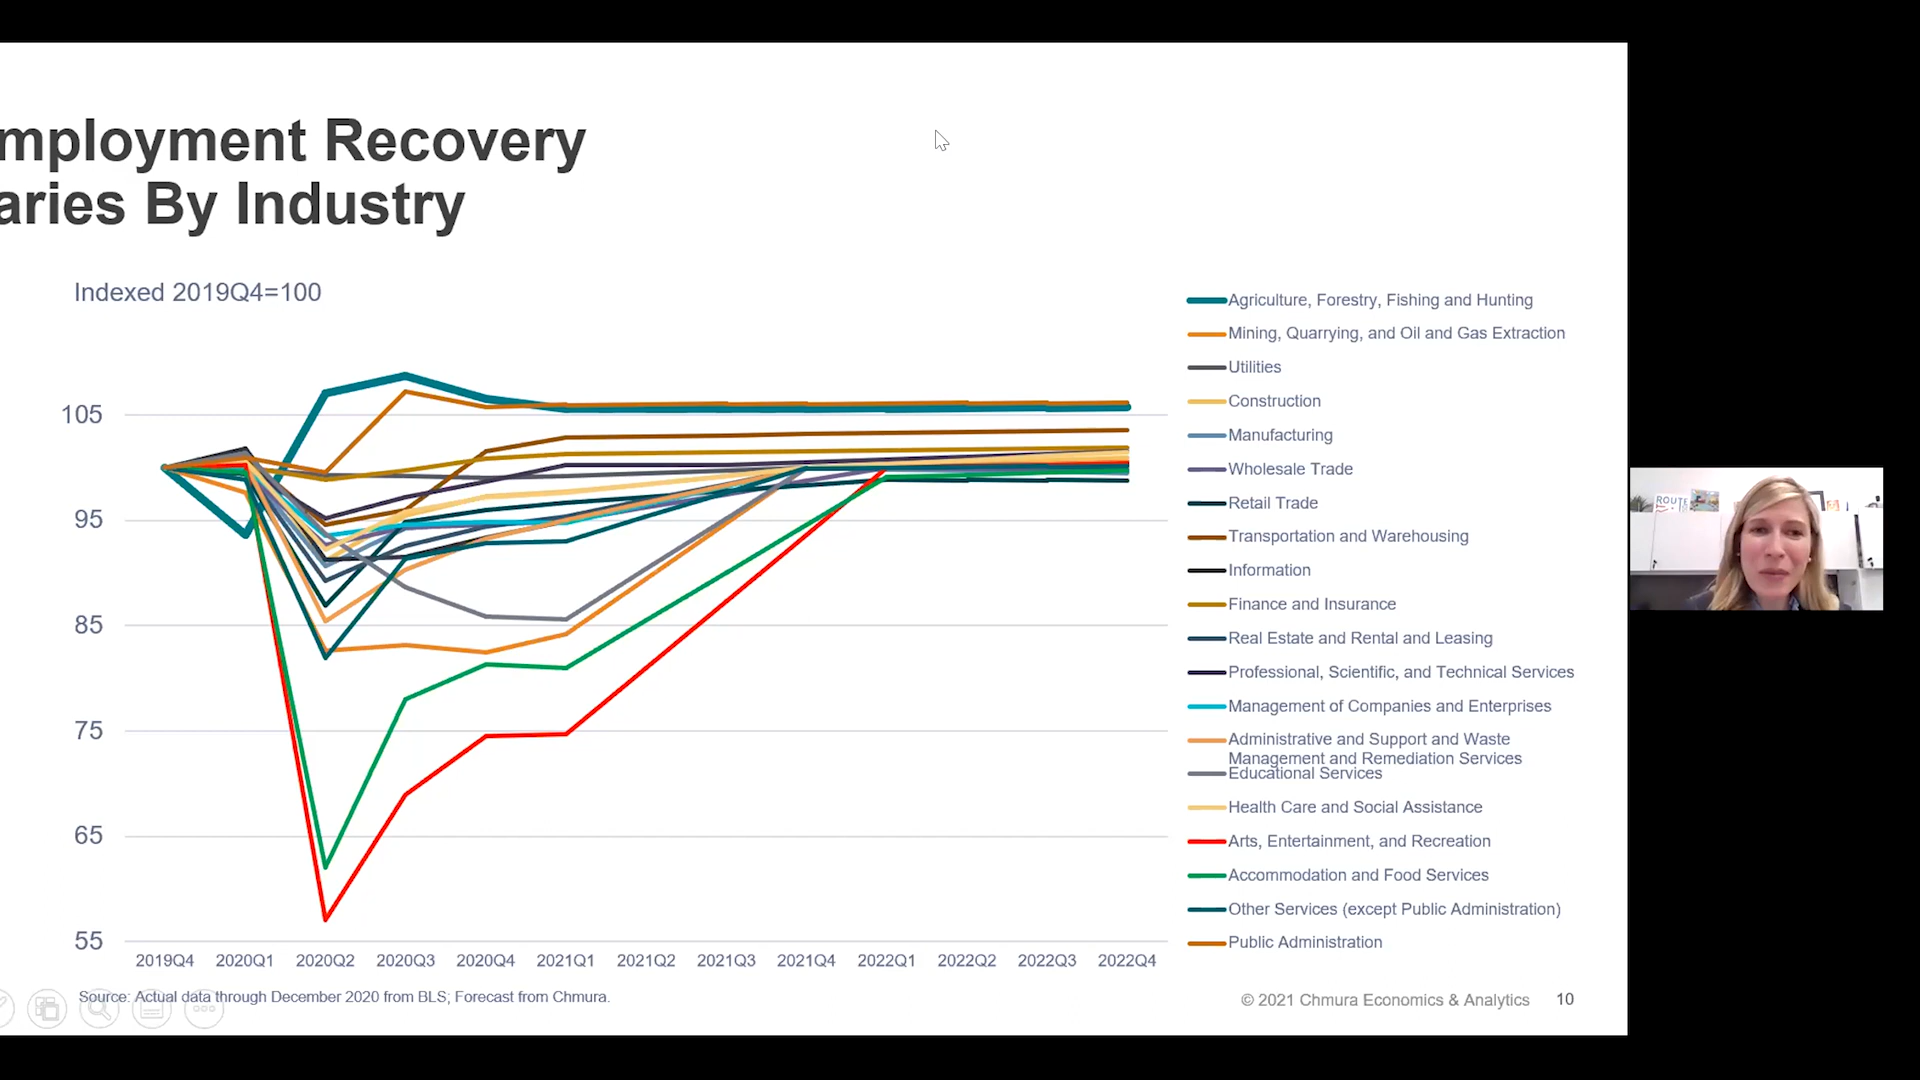 mployment Recovery
aries By Industry
Indexed 2019Q4=100
105
95
85
75
65
55
2019Q4 2020Q1 2020Q2 2020Q3 2020Q4 2021Q1 2021Q2 2021Q3 2021Q4 2022Q1 2022Q2 2022Q3 2022Q4
Agriculture, Forestry, Fishing and Hunting
Mining, Quarrying, and Oil and Gas Extraction
Utilities
Construction
Manufacturing
Wholesale Trade
Retail Trade
Transportation and Warehousing
Information
Finance and Insurance
Real Estate and Rental and Leasing
Professional, Scientific, and Technical Services
Management of Companies and Enterprises
Administrative and Support and Waste
Management and Remediation Services
Educational Services
Health Care and Social Assistance
Arts, Entertainment, and Recreation
Accommodation and Food Services
Other Services (except Public Administration)
Public Administration
Source: Actual data through December 2020 from BLS; Forecast from Chmura.
© 2021 Chmura Economics & Analytics 10
ROUTE